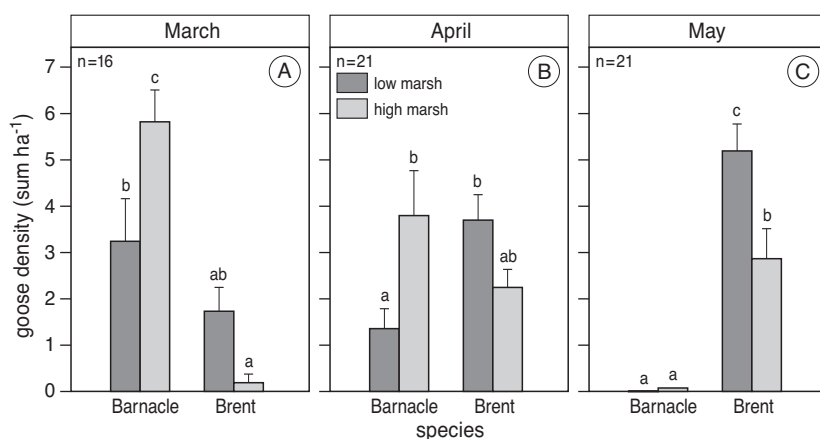 March
April
May
n=16
A
n=21
B
n=21
C
low marsh
high marsh
goose density (sum ha-1)
7
6
5
4
3
2
1
0
b
c
ab
a
a
b
b
ab
a
a
c
b
Barnacle
Brent
Barnacle
Brent
Barnacle
Brent
species